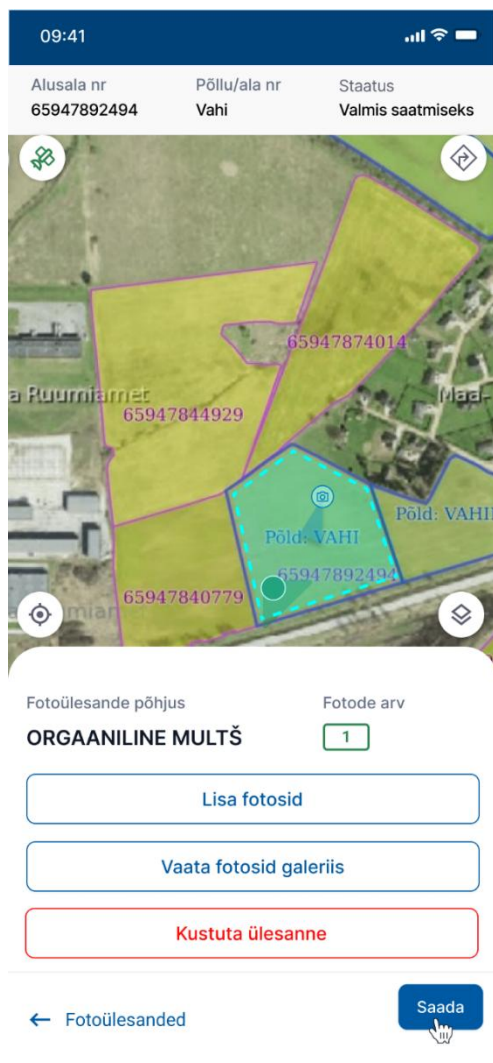 09:41
Alusala nr
65947892494
Põllu/ala nr
Vahi
Staatus
Valmis saatmiseks
65947874014
a Ruumiamet
Maa-
65947844929
Põld: VAHI
Põld: VAHI
65947892494
65947840779
Fotoülesande põhjus
ORGAANILINE MULTŠ
Fotode arv
1
Lisa fotosid
Vaata fotosid galeriis
Kustuta ülesanne
← Fotoülesanded
Saada